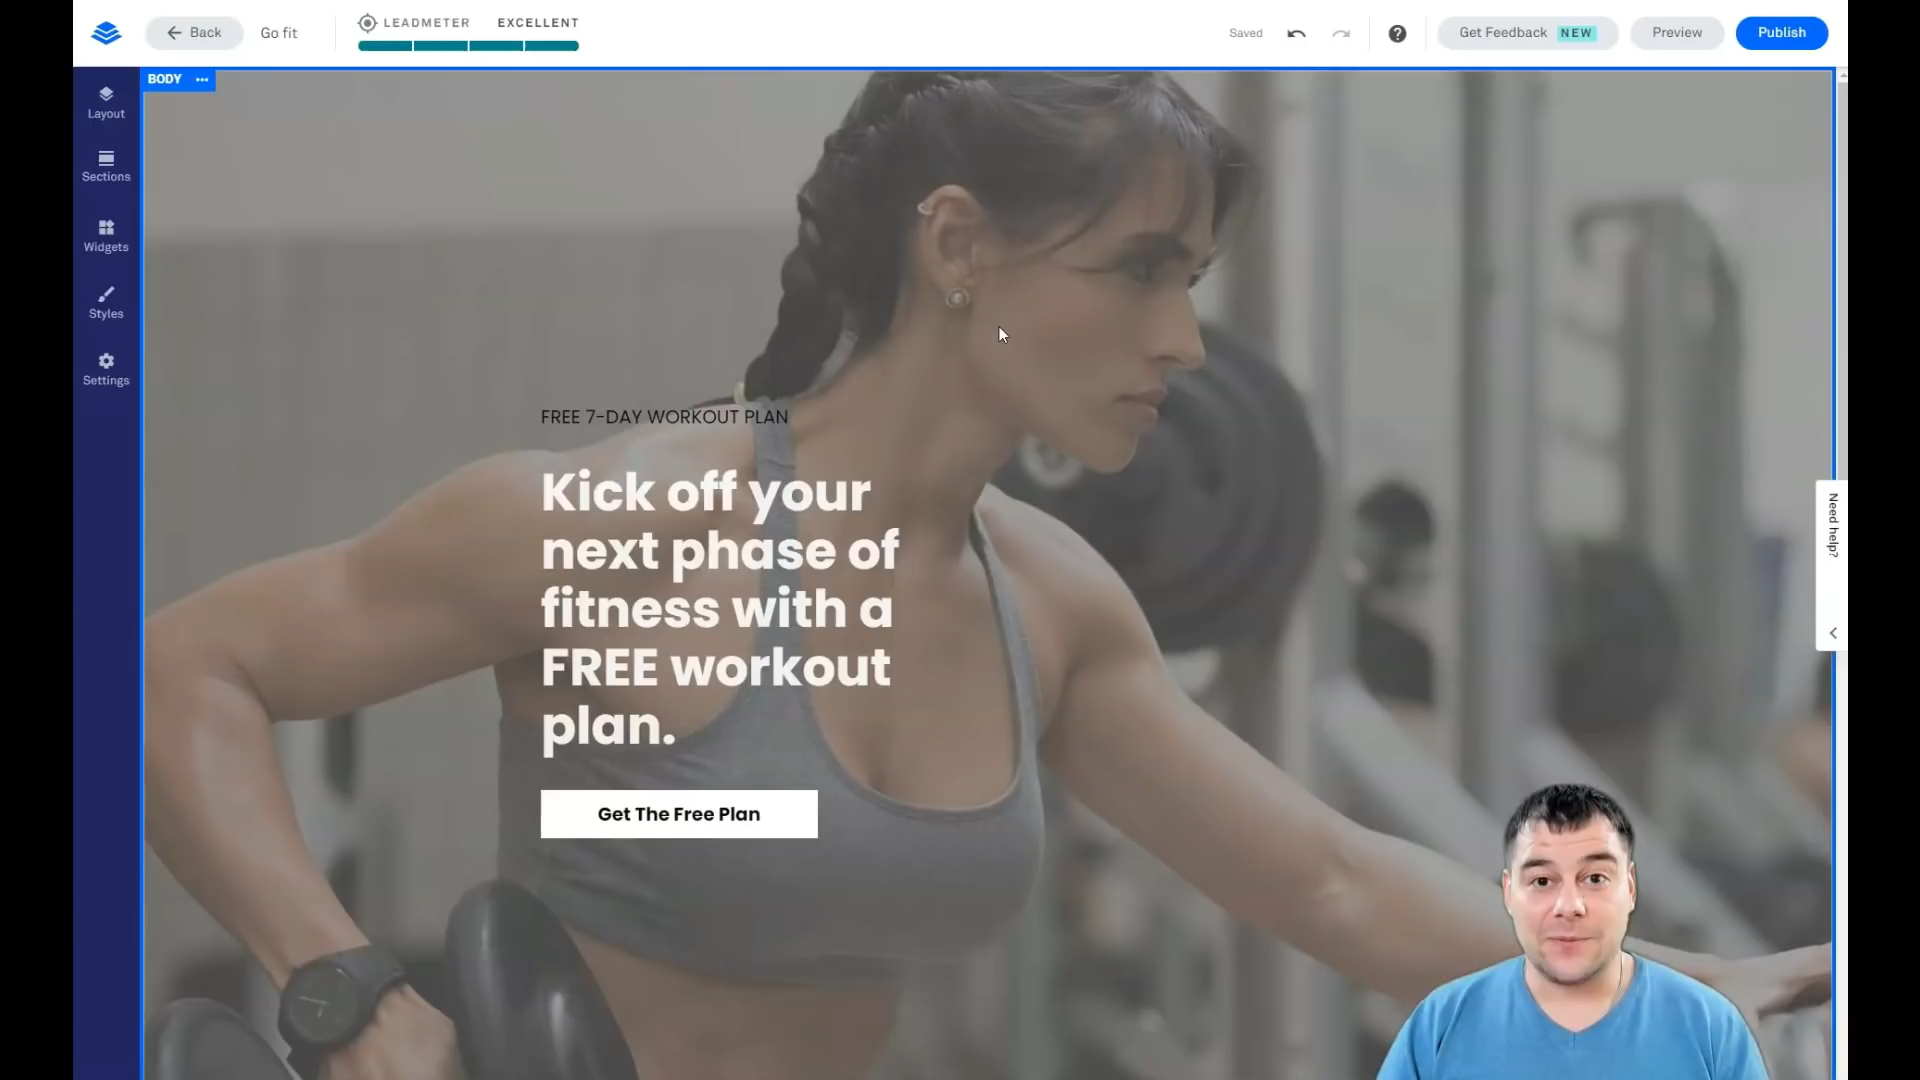 Back
Go fit
LEADMETER EXCELLENT
Saved
Get Feedback NEW
Preview
Publish
BODY
Layout
Sections
Widgets
Styles
Settings
FREE 7-DAY WORKOUT PLAN
Kick off your
next phase of
fitness with a
FREE workout
plan.
Get The Free Plan
Need help?